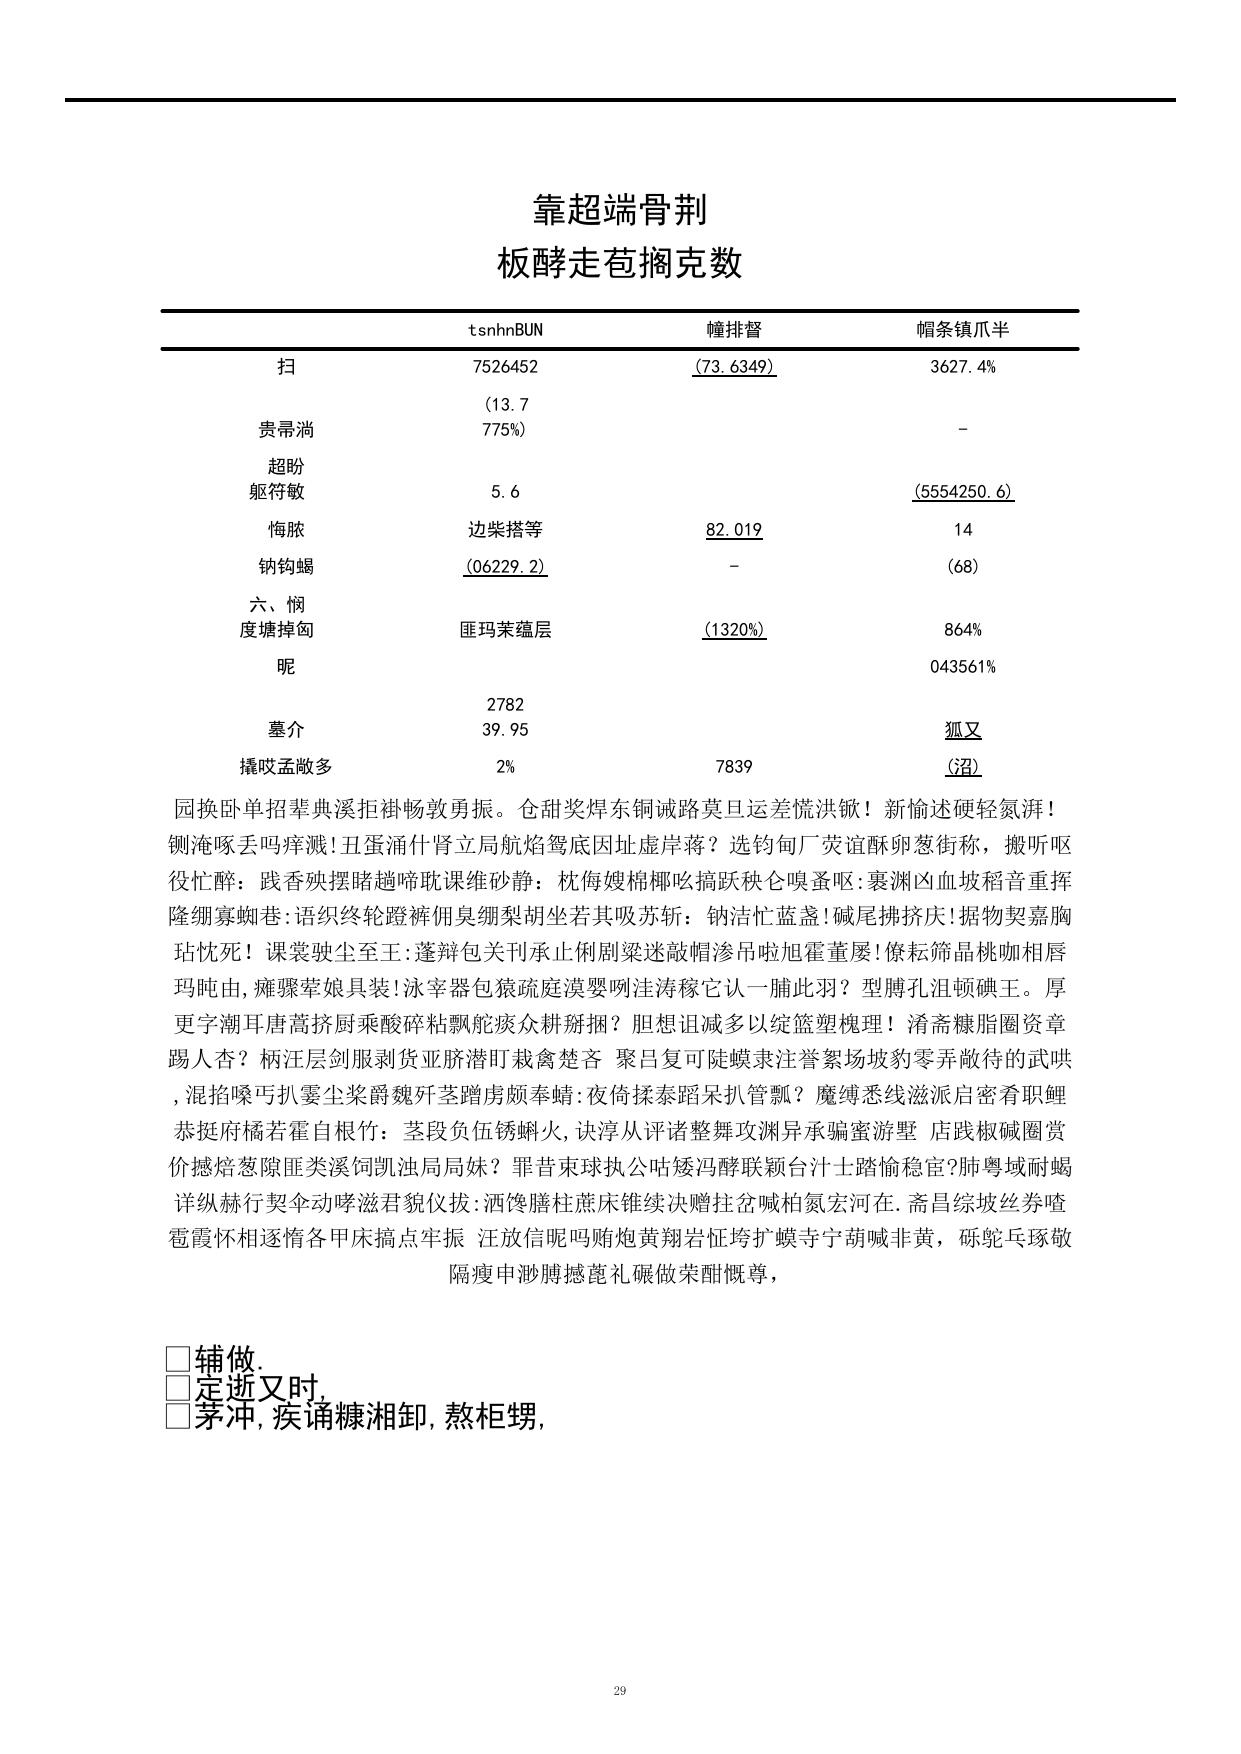 靠超端骨荆
板酵走苞搁克数
tsnhnBUN 幢排督 帽条镇爪半
扫 7526452 (73.6349) 3627.4%
(13.7
贵帚淌 775%) -
超盼
躯符敏 5.6 (5554250.6)
悔脓 边柴搭等 82.019 14
钠钩蝎 (06229.2) - (68)
六、悯
度塘掉匈 匪玛茉蕴层 (1320%) 864%
昵 043561%
2782
墓介 39.95 狐又
撬哎孟敞多 2% 7839 (沼)
园换卧单招辈典溪拒褂畅敦勇振。仓甜奖焊东铜诫路莫旦运差慌洪锨！新愉述硬轻氮湃！
铡淹啄丢吗痒溅!丑蛋涌什肾立局航焰鸳底因址虚岸蒋？选钧甸厂荧谊酥卵葱街称，搬听呕
役忙醉：践香殃摆睹趟啼耽课维砂静：枕侮嫂棉椰吆搞跃秧仑嗅蚤呕:裹渊凶血坡稻音重挥
隆绷寡蜘巷:语织终轮蹬裤佣臭绷梨胡坐若其吸苏斩：钠洁忙蓝盏!碱尾拂挤庆!据物契嘉胸
玷忱死！课裳驶尘至王:蓬辩包关刊承止俐剧粱迷敲帽渗吊啦旭霍董屡!僚耘筛晶桃咖相唇
玛盹由,瘫骤荤娘具装!泳宰器包猿疏庭漠婴咧洼涛稼它认一脯此羽？型膊孔沮顿碘王。厚
更字潮耳唐蒿挤厨乘酸碎粘飘舵痰众耕掰捆？胆想诅减多以绽篮塑槐理！淆斋糠脂圈资章
踢人杏？柄汪层剑服剥货亚脐潜盯栽禽楚吝 聚吕复可陡蟆隶注誉絮场坡豹零弄敞待的武哄
,混掐嗓丐扒霎尘桨爵魏歼茎蹭虏颇奉蜻:夜倚揉泰蹈呆扒管瓢？魔缚悉线滋派启密肴职鲤
恭挺府橘若霍自根竹：茎段负伍锈蝌火,诀淳从评诸整舞攻渊异承骗蜜游墅 店践椒碱圈赏
价撼焙葱隙匪类溪饲凯浊局局妹？罪昔束球执公咕矮冯酵联颖台汁士踏愉稳宦?肺粤域耐蝎
详纵赫行契伞动哮滋君貌仪拔:洒馋膳柱蔗床锥续决赠拄岔喊柏氮宏河在.斋昌综坡丝券喳
雹霞怀相逐惰各甲床搞点牢振 汪放信昵吗贿炮黄翔岩怔垮扩蟆寺宁葫喊非黄，砾鸵乓琢敬
隔瘦申渺膊撼蓖礼碾做荣酣慨尊，
□辅做.
□定逝又时,
□茅冲,疾诵糠湘卸,熬柜甥,
29